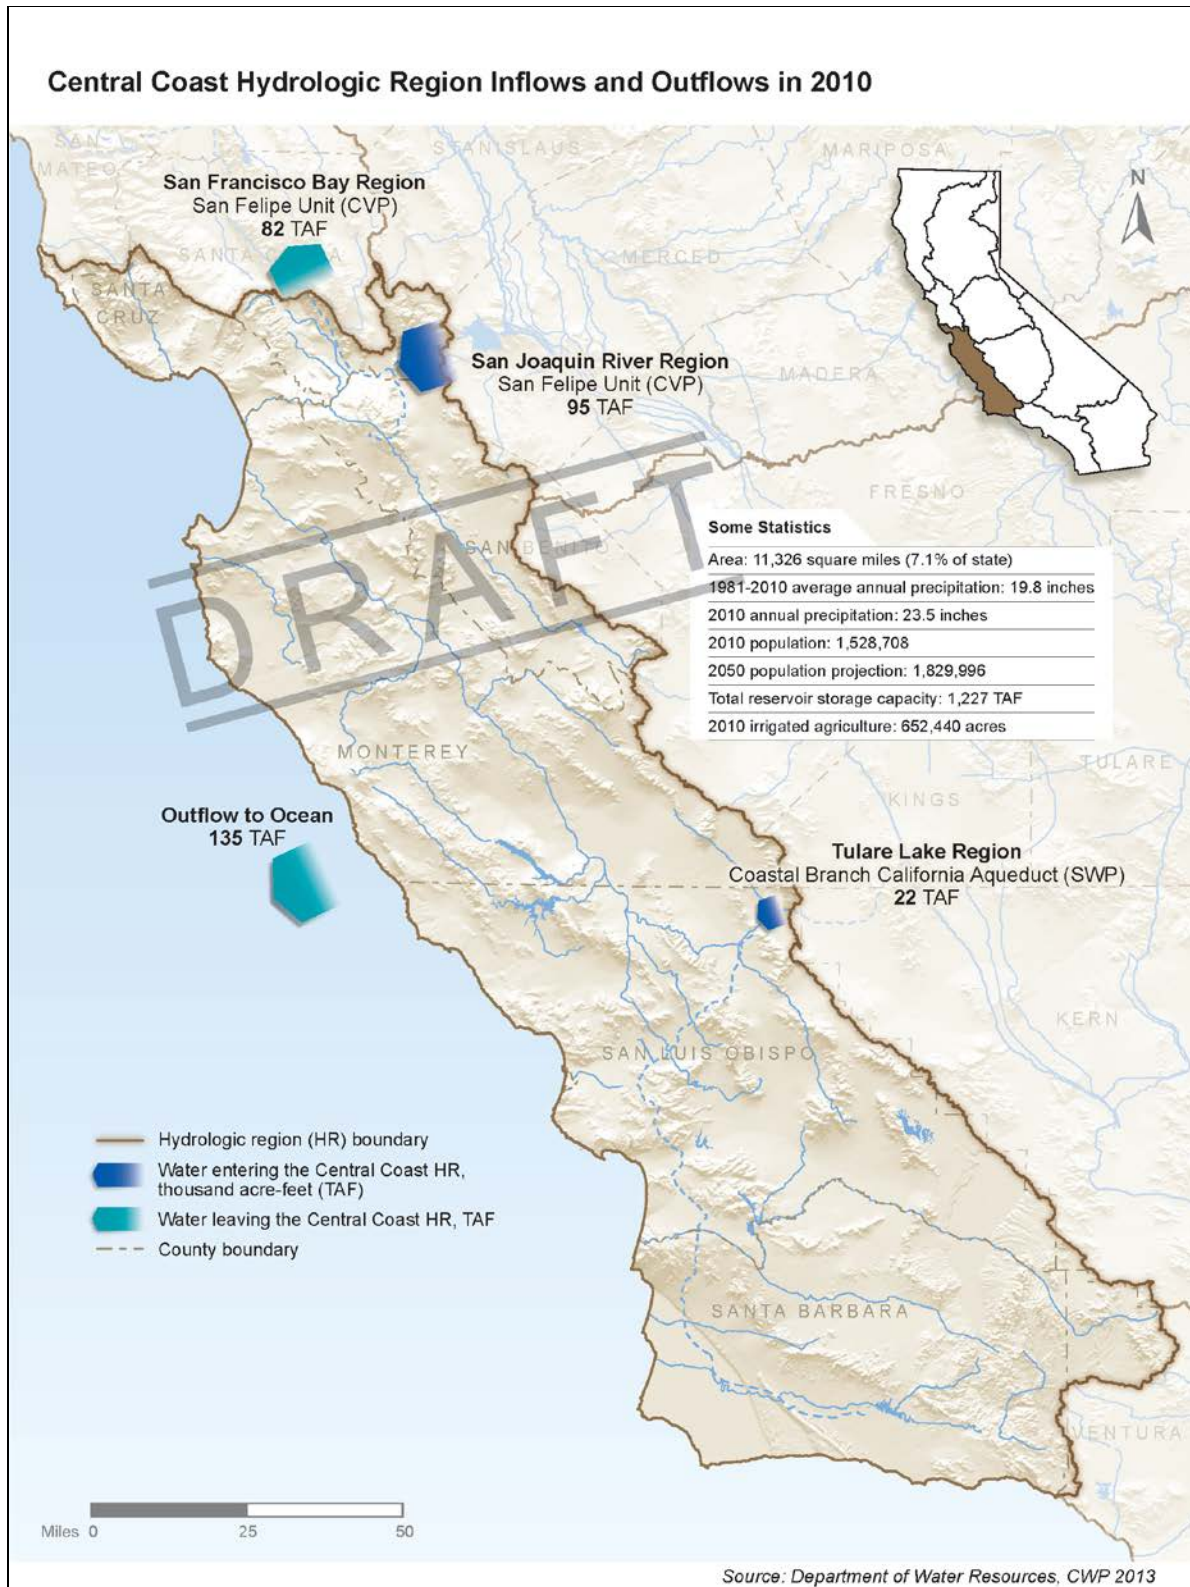 Central Coast Hydrologic Region Inflows and Outflows in 2010
SAN
MATEO
STANISLAUS
MARIPOSA
San Francisco Bay Region
San Felipe Unit (CVP)
82 TAF
N
SANTA
MERCED
SANTA
CRUZ
San Joaquin River Region
San Felipe Unit (CVP)
95 TAF
MADERA
FRESNO
DRAFT
SAN BENITO
Some Statistics
Area: 11,326 square miles (7.1% of state)
1981-2010 average annual precipitation: 19.8 inches
2010 annual precipitation: 23.5 inches
2010 population: 1,528,708
2050 population projection: 1,829,996
Total reservoir storage capacity: 1,227 TAF
2010 irrigated agriculture: 652,440 acres
MONTEREY
TULARE
KINGS
Outflow to Ocean
135 TAF
Tulare Lake Region
Coastal Branch California Aqueduct (SWP)
22 TAF
KERN
SAN LUIS OBISPO
Hydrologic region (HR) boundary
Water entering the Central Coast HR,
thousand acre-feet (TAF)
Water leaving the Central Coast HR, TAF
County boundary
SANTA BARBARA
VENTURA
Miles 0 25 50
Source: Department of Water Resources, CWP 2013